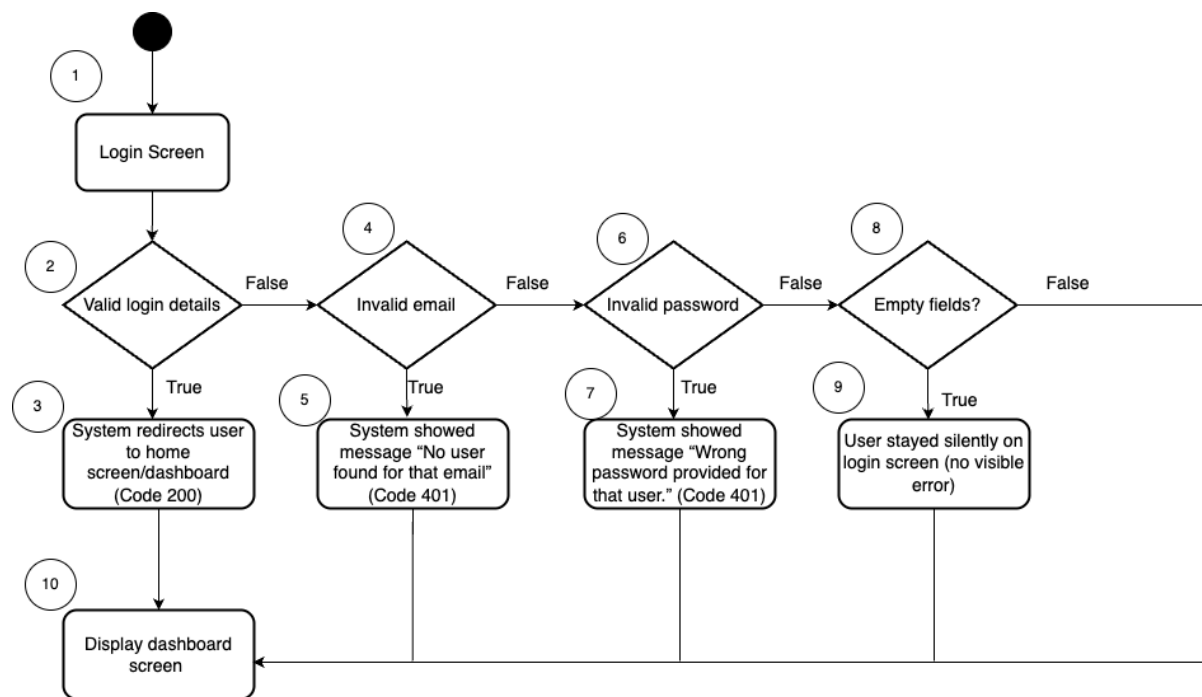 1
Login Screen
2
4
6
8
Valid login details
False
Invalid email
False
Invalid password
False
Empty fields?
False
True
True
True
True
3
5
7
9
System redirects user
to home
screen/dashboard
(Code 200)
System showed
message “No user
found for that email”
(Code 401)
System showed
message “Wrong
password provided for
that user.” (Code 401)
User stayed silently on
login screen (no visible
error)
10
Display dashboard
screen